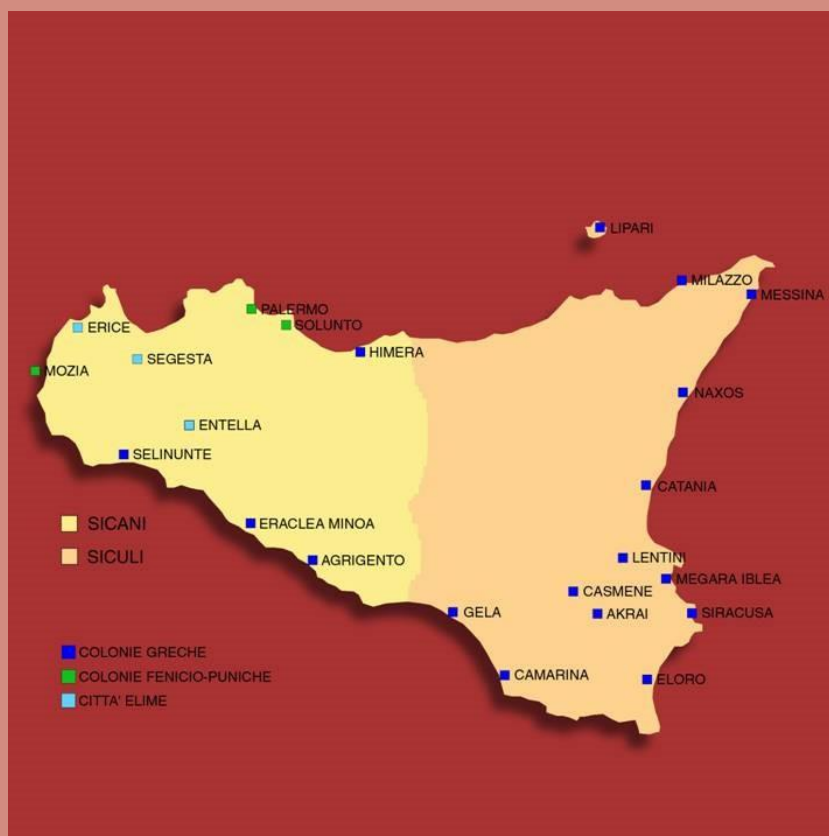 LIPARI
MILAZZO
MESSINA
PALERMO
SOLUNTO
ERICE
HIMERA
SEGESTA
MOZIA
NAXOS
ENTELLA
SELINUNTE
CATANIA
ERACLEA MINOA
SICANI
SICULI
AGRIGENTO
LENTINI
MEGARA IBLEA
CASMENE
GELA
AKRAI
SIRACUSA
COLONIE GRECHE
COLONIE FENICIO-PUNICHE
CITTA' ELIME
CAMARINA
ELORO